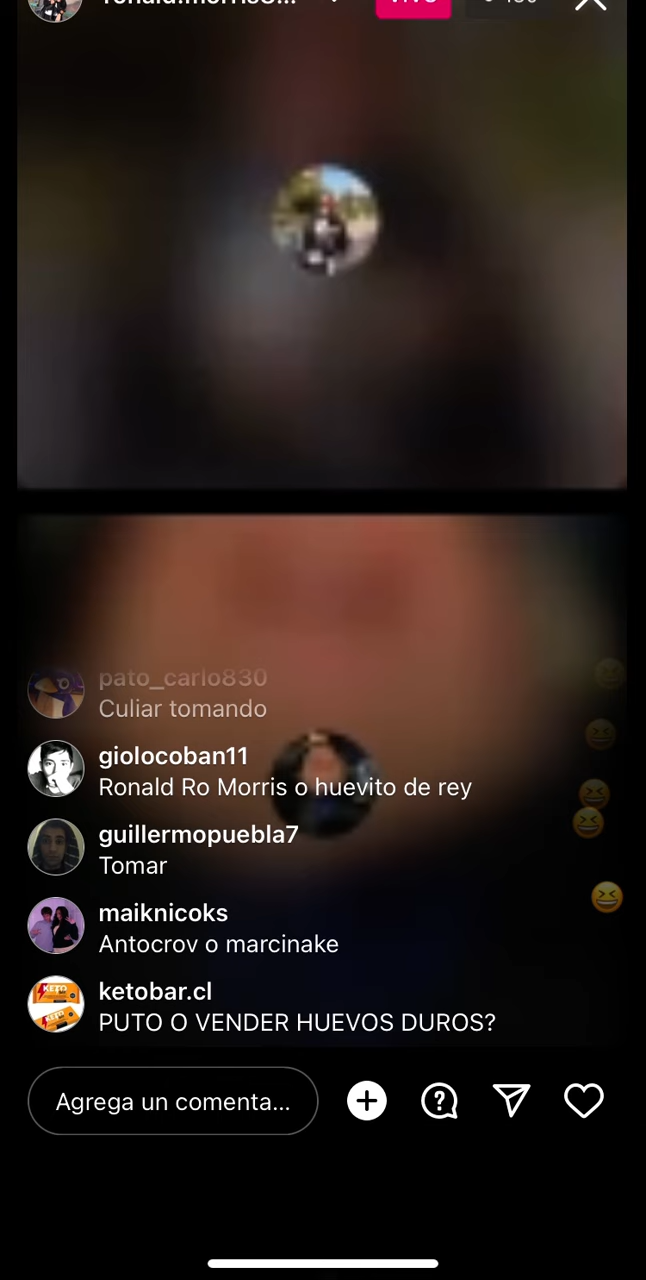 pato_carlo830
Culiar tomando
giolocoban11
Ronald Ro Morris o huevito de rey
guillermopuebla7
Tomar
maiknicoks
Antocrov o marcinake
ketobar.cl
PUTO O VENDER HUEVOS DUROS?
Agrega un comenta...